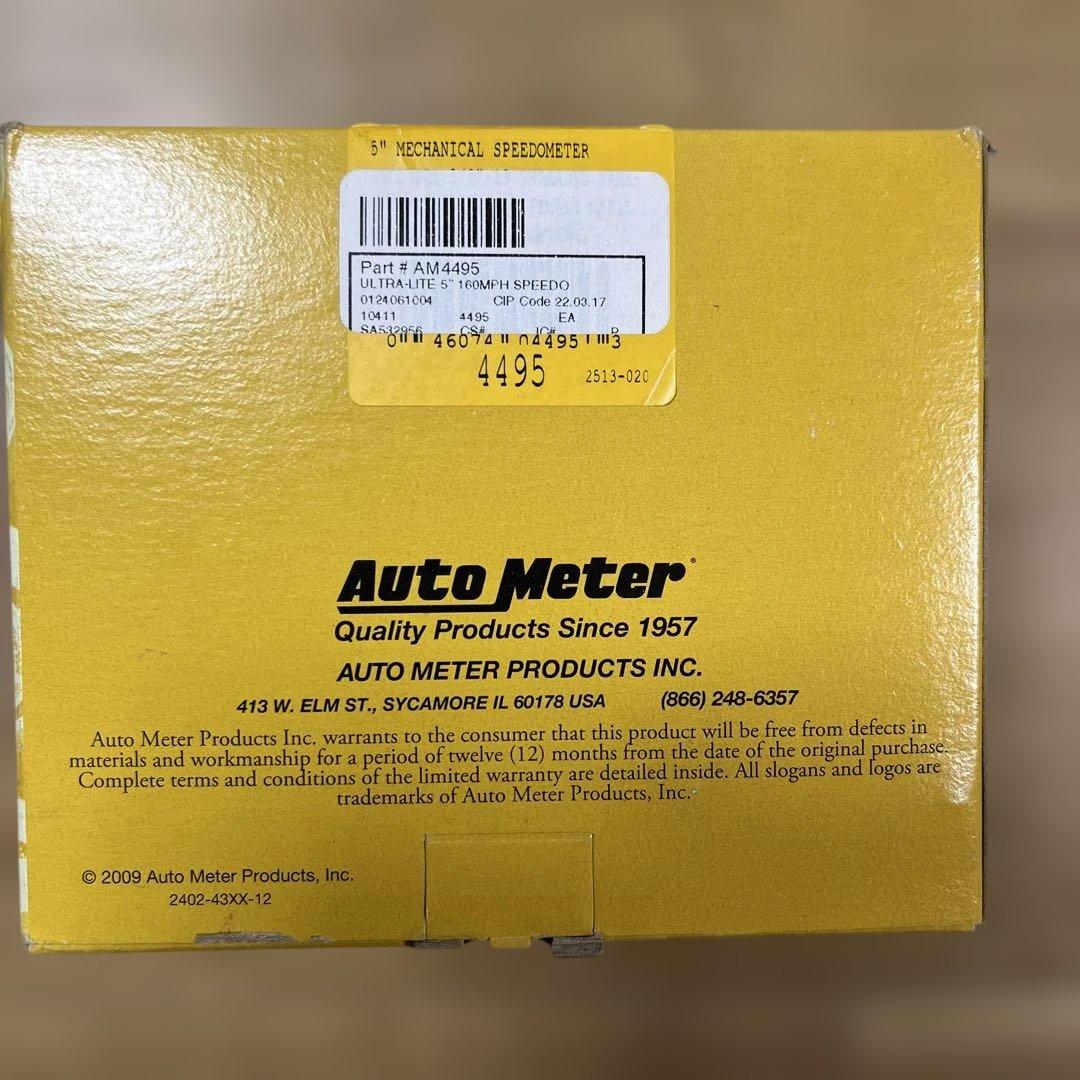 5" MECHANICAL SPEEDOMETER
Part # AM4495
ULTRA-LITE 5" 160MPH SPEEDO
0124061004 CIP Code 22.03.17
10411 4495 EA
SA532956 CS# IC# P
0 46074 04495 3
4495 2513-020
Auto Meter®
Quality Products Since 1957
AUTO METER PRODUCTS INC.
413 W. ELM ST., SYCAMORE IL 60178 USA (866) 248-6357
Auto Meter Products Inc. warrants to the consumer that this product will be free from defects in
materials and workmanship for a period of twelve (12) months from the date of the original purchase.
Complete terms and conditions of the limited warranty are detailed inside. All slogans and logos are
trademarks of Auto Meter Products, Inc.
© 2009 Auto Meter Products, Inc.
2402-43XX-12